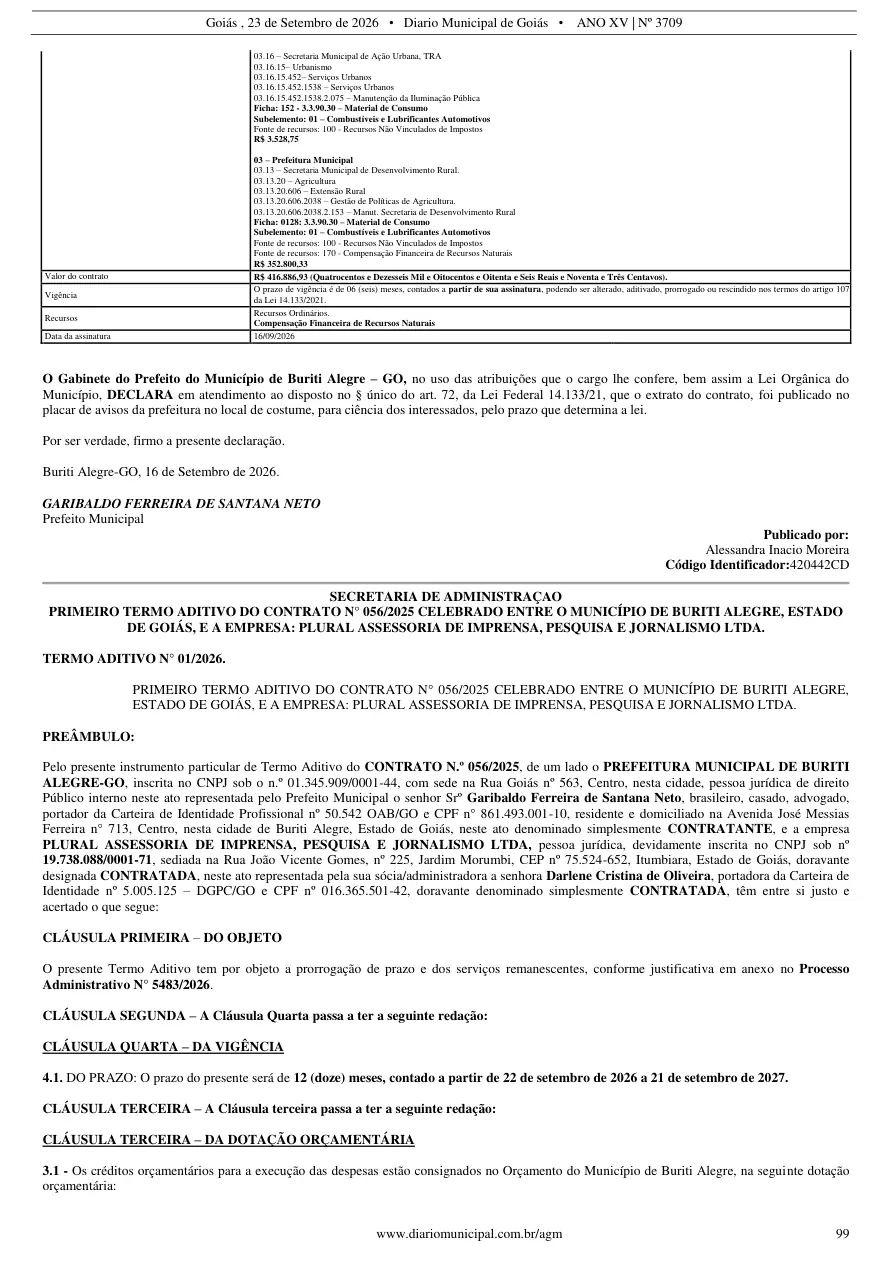 Goiás , 23 de Setembro de 2026 • Diario Municipal de Goiás • ANO XV | Nº 3709
03.16 – Secretaria Municipal de Ação Urbana, TRA
03.16.15– Urbanismo
03.16.15.452– Serviços Urbanos
03.16.15.452.1538 – Serviços Urbanos
03.16.15.452.1538.2.075 – Manutenção da Iluminação Pública
Ficha: 152 - 3.3.90.30 – Material de Consumo
Subelemento: 01 – Combustíveis e Lubrificantes Automotivos
Fonte de recursos: 100 - Recursos Não Vinculados de Impostos
R$ 3.528,75
03 – Prefeitura Municipal
03.13 – Secretaria Municipal de Desenvolvimento Rural.
03.13.20 – Agricultura
03.13.20.606 – Extensão Rural
03.13.20.606.2038 – Gestão de Políticas de Agricultura.
03.13.20.606.2038.2.153 – Manut. Secretaria de Desenvolvimento Rural
Ficha: 0128: 3.3.90.30 – Material de Consumo
Subelemento: 01 – Combustíveis e Lubrificantes Automotivos
Fonte de recursos: 100 - Recursos Não Vinculados de Impostos
Fonte de recursos: 170 - Compensação Financeira de Recursos Naturais
R$ 352.800,33
Valor do contrato R$ 416.886,93 (Quatrocentos e Dezesseis Mil e Oitocentos e Oitenta e Seis Reais e Noventa e Três Centavos).
Vigência O prazo de vigência é de 06 (seis) meses, contados a partir de sua assinatura, podendo ser alterado, aditivado, prorrogado ou rescindido nos termos do artigo 107
da Lei 14.133/2021.
Recursos Recursos Ordinários.
Compensação Financeira de Recursos Naturais
Data da assinatura 16/09/2026
O Gabinete do Prefeito do Município de Buriti Alegre – GO, no uso das atribuições que o cargo lhe confere, bem assim a Lei Orgânica do
Município, DECLARA em atendimento ao disposto no § único do art. 72, da Lei Federal 14.133/21, que o extrato do contrato, foi publicado no
placar de avisos da prefeitura no local de costume, para ciência dos interessados, pelo prazo que determina a lei.
Por ser verdade, firmo a presente declaração.
Buriti Alegre-GO, 16 de Setembro de 2026.
GARIBALDO FERREIRA DE SANTANA NETO
Prefeito Municipal
Publicado por:
Alessandra Inacio Moreira
Código Identificador:420442CD
SECRETARIA DE ADMINISTRAÇAO
PRIMEIRO TERMO ADITIVO DO CONTRATO N° 056/2025 CELEBRADO ENTRE O MUNICÍPIO DE BURITI ALEGRE, ESTADO
DE GOIÁS, E A EMPRESA: PLURAL ASSESSORIA DE IMPRENSA, PESQUISA E JORNALISMO LTDA.
TERMO ADITIVO N° 01/2026.
PRIMEIRO TERMO ADITIVO DO CONTRATO N° 056/2025 CELEBRADO ENTRE O MUNICÍPIO DE BURITI ALEGRE,
ESTADO DE GOIÁS, E A EMPRESA: PLURAL ASSESSORIA DE IMPRENSA, PESQUISA E JORNALISMO LTDA.
PREÂMBULO:
Pelo presente instrumento particular de Termo Aditivo do CONTRATO N.º 056/2025, de um lado o PREFEITURA MUNICIPAL DE BURITI
ALEGRE-GO, inscrita no CNPJ sob o n.º 01.345.909/0001-44, com sede na Rua Goiás nº 563, Centro, nesta cidade, pessoa jurídica de direito
Público interno neste ato representada pelo Prefeito Municipal o senhor Srº Garibaldo Ferreira de Santana Neto, brasileiro, casado, advogado,
portador da Carteira de Identidade Profissional nº 50.542 OAB/GO e CPF n° 861.493.001-10, residente e domiciliado na Avenida José Messias
Ferreira n° 713, Centro, nesta cidade de Buriti Alegre, Estado de Goiás, neste ato denominado simplesmente CONTRATANTE, e a empresa
PLURAL ASSESSORIA DE IMPRENSA, PESQUISA E JORNALISMO LTDA, pessoa jurídica, devidamente inscrita no CNPJ sob nº
19.738.088/0001-71, sediada na Rua João Vicente Gomes, nº 225, Jardim Morumbi, CEP nº 75.524-652, Itumbiara, Estado de Goiás, doravante
designada CONTRATADA, neste ato representada pela sua sócia/administradora a senhora Darlene Cristina de Oliveira, portadora da Carteira de
Identidade nº 5.005.125 – DGPC/GO e CPF nº 016.365.501-42, doravante denominado simplesmente CONTRATADA, têm entre si justo e
acertado o que segue:
CLÁUSULA PRIMEIRA – DO OBJETO
O presente Termo Aditivo tem por objeto a prorrogação de prazo e dos serviços remanescentes, conforme justificativa em anexo no Processo
Administrativo N° 5483/2026.
CLÁUSULA SEGUNDA – A Cláusula Quarta passa a ter a seguinte redação:
CLÁUSULA QUARTA – DA VIGÊNCIA
4.1. DO PRAZO: O prazo do presente será de 12 (doze) meses, contado a partir de 22 de setembro de 2026 a 21 de setembro de 2027.
CLÁUSULA TERCEIRA – A Cláusula terceira passa a ter a seguinte redação:
CLÁUSULA TERCEIRA – DA DOTAÇÃO ORÇAMENTÁRIA
3.1 - Os créditos orçamentários para a execução das despesas estão consignados no Orçamento do Município de Buriti Alegre, na seguinte dotação
orçamentária:
www.diariomunicipal.com.br/agm 99